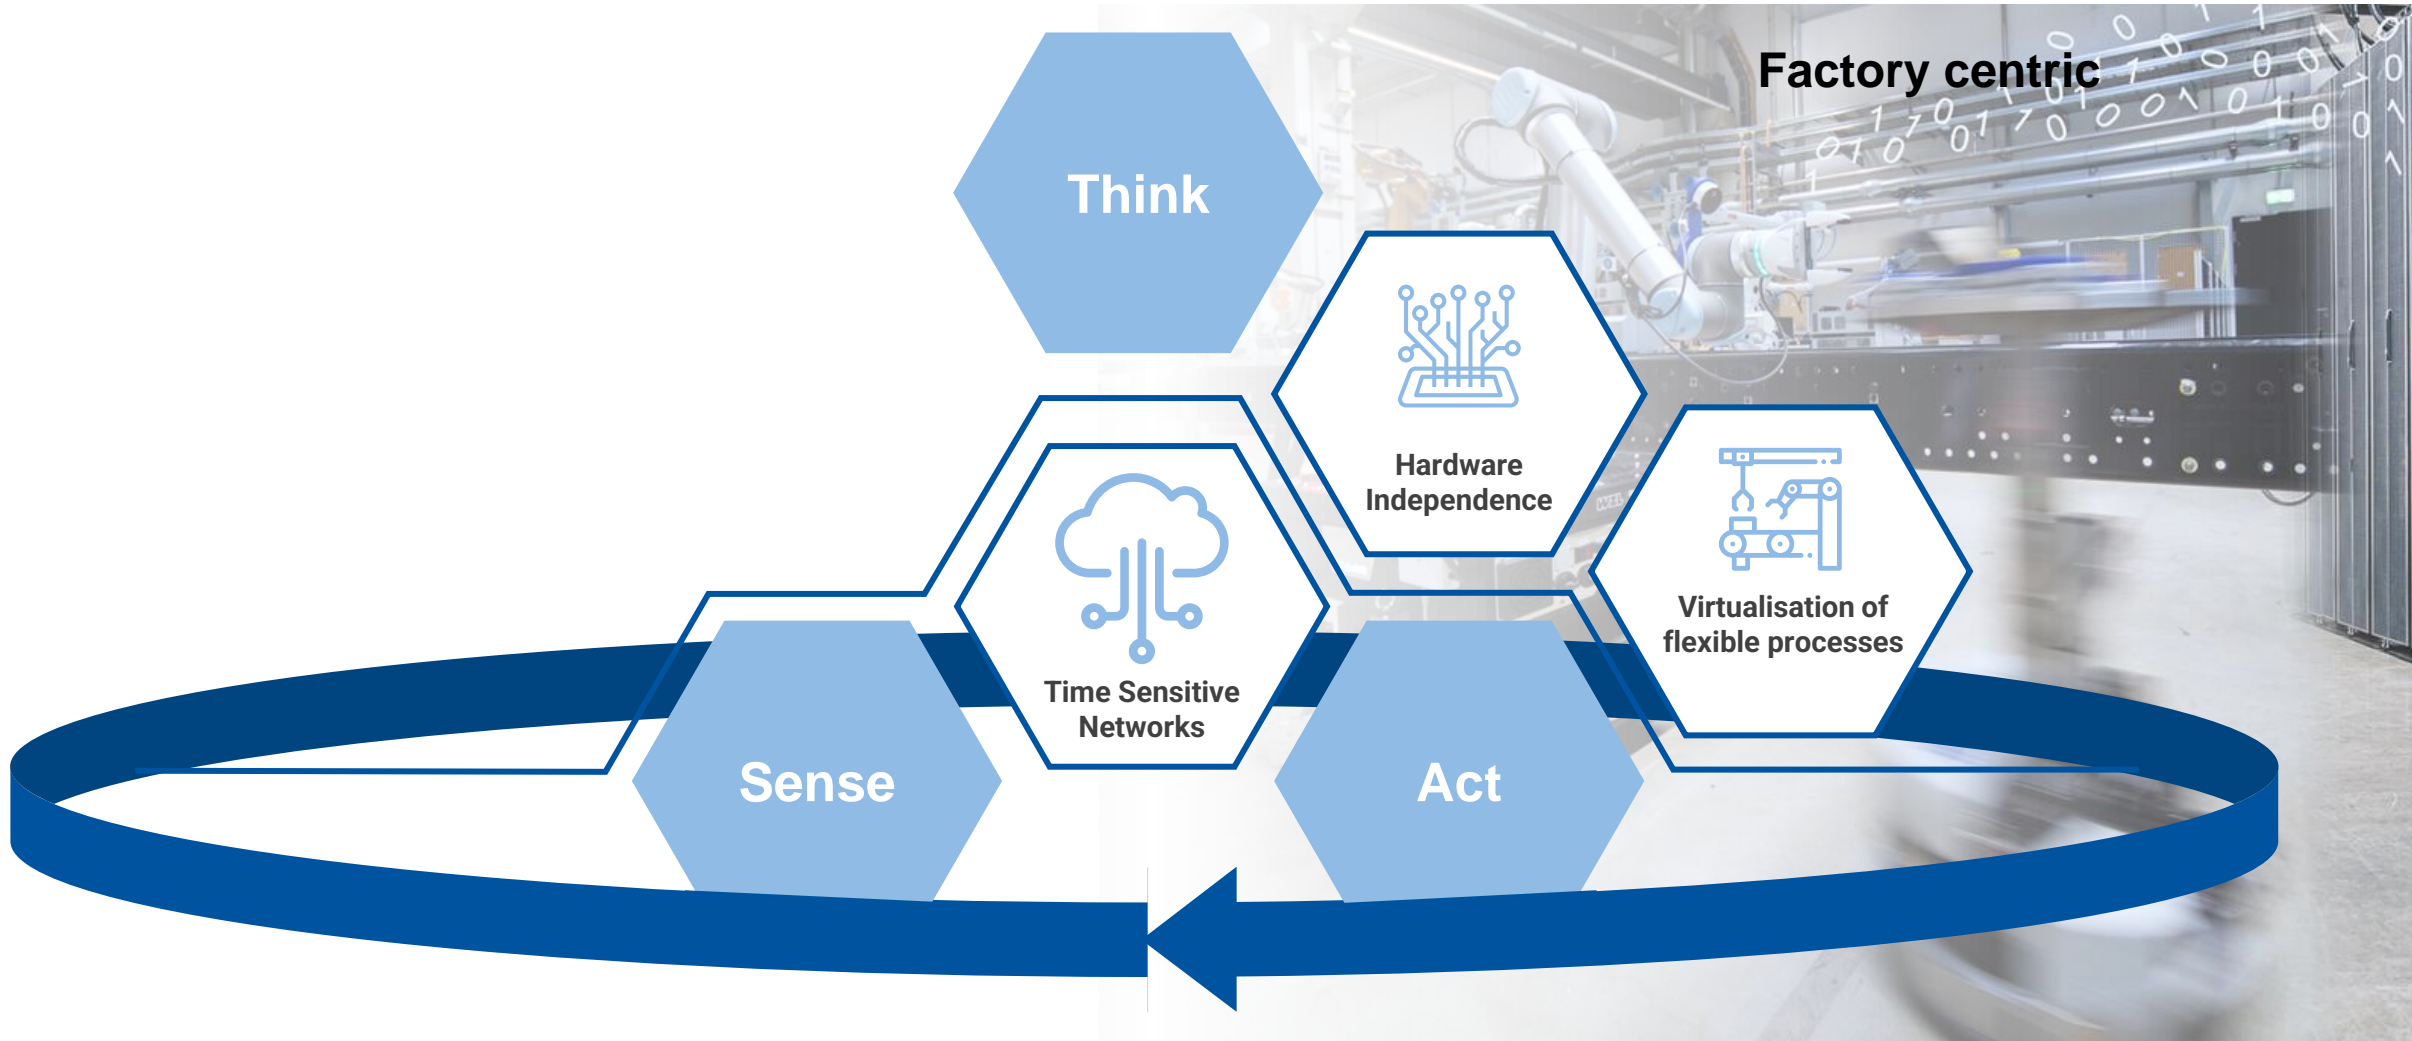 Factory centric
Think
Hardware
Independence
Virtualisation of
flexible processes
Time Sensitive
Networks
Sense
Act